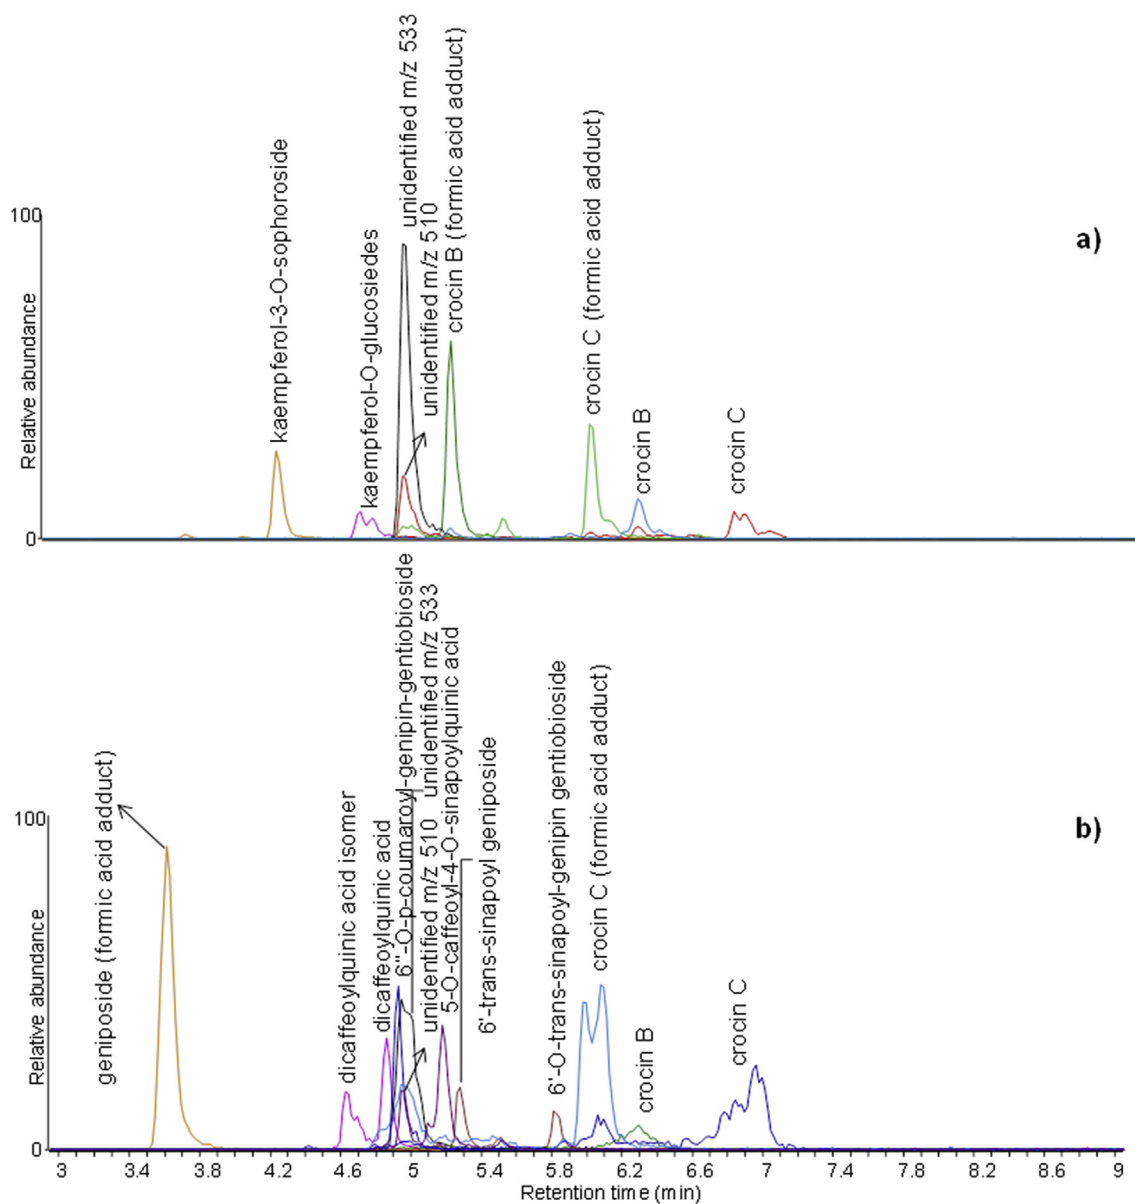 a)
100
Relative abundance
0
kaempferol-3-O-sophoroside
kaempferol-O-glucosiedes
unidentified m/z 533
unidentified m/z 510
crocin B (formic acid adduct)
crocin C (formic acid adduct)
crocin B
crocin C
b)
100
Relative abundance
0
geniposide (formic acid adduct)
dicaffeoylquinic acid isomer
dicaffeoylquinic acid
6''-O-p-coumaroyl-genipin-gentiobioside
unidentified m/z 510
unidentified m/z 533
5-O-caffeoyl-4-O-sinapoylquinic acid
6'-trans-sinapoyl geniposide
6'-O-trans-sinapoyl-genipin gentiobioside
crocin C (formic acid adduct)
crocin B
crocin C
3 3.4 3.8 4.2 4.6 5 5.4 5.8 6.2 6.6 7 7.4 7.8 8.2 8.6 9
Retention time (min)